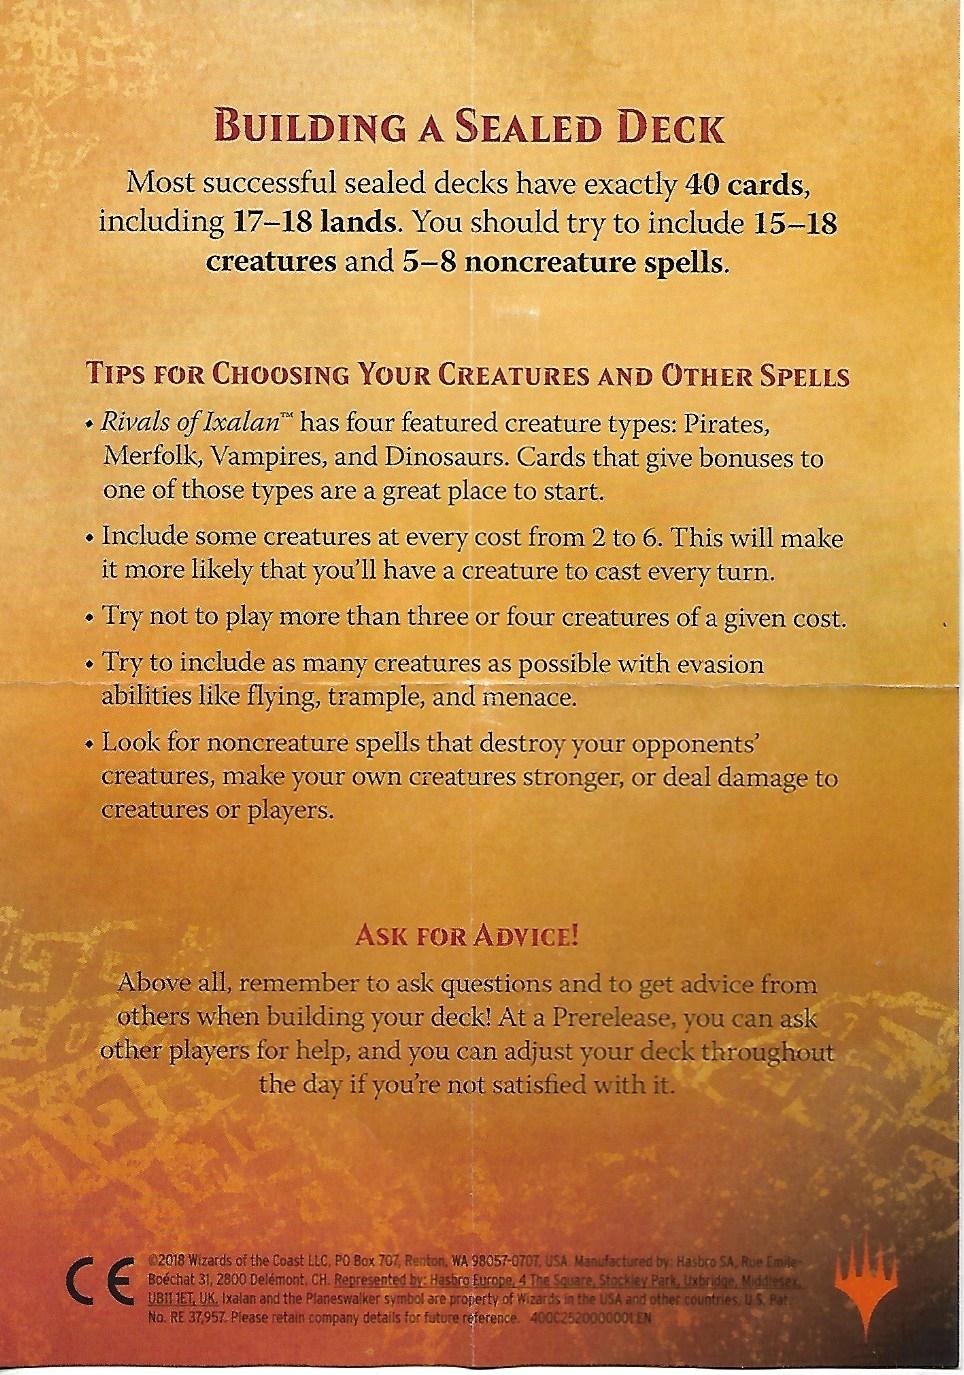 BUILDING A SEALED DECK
Most successful sealed decks have exactly 40 cards,
including 17–18 lands. You should try to include 15–18
creatures and 5–8 noncreature spells.
TIPS FOR CHOOSING YOUR CREATURES AND OTHER SPELLS
• Rivals of Ixalan™ has four featured creature types: Pirates,
Merfolk, Vampires, and Dinosaurs. Cards that give bonuses to
one of those types are a great place to start.
• Include some creatures at every cost from 2 to 6. This will make
it more likely that you'll have a creature to cast every turn.
• Try not to play more than three or four creatures of a given cost.
• Try to include as many creatures as possible with evasion
abilities like flying, trample, and menace.
• Look for noncreature spells that destroy your opponents'
creatures, make your own creatures stronger, or deal damage to
creatures or players.
ASK FOR ADVICE!
Above all, remember to ask questions and to get advice from
others when building your deck! At a Prerelease, you can ask
other players for help, and you can adjust your deck throughout
the day if you're not satisfied with it.
CE ©2018 Wizards of the Coast LLC, PO Box 707, Renton, WA 98057-0707, USA. Manufactured by: Hasbro SA, Rue Emile-
Boéchat 31, 2800 Delémont, CH. Represented by: Hasbro Europe, 4 The Square, Stockley Park, Uxbridge, Middlesex,
UB11 1ET, UK. Ixalan and the Planeswalker symbol are property of Wizards in the USA and other countries. U.S. Pat.
No. RE 37,957. Please retain company details for future reference. 400C2520000001EN